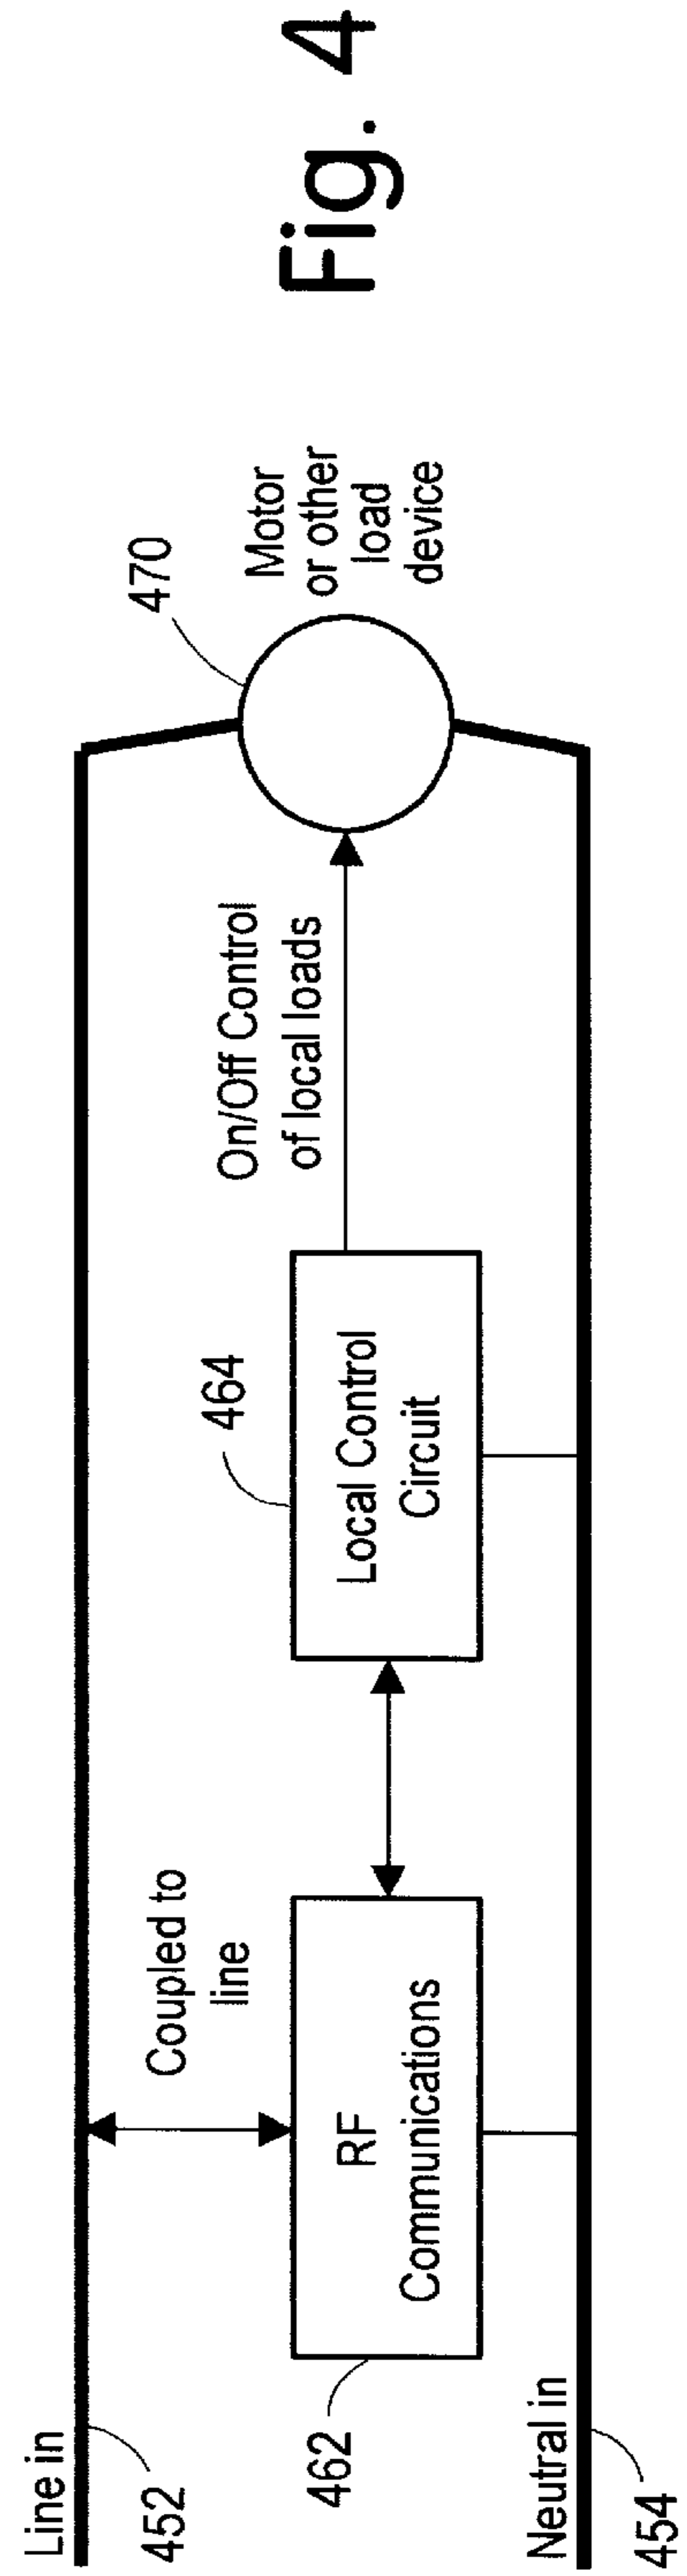 Line in
452
Coupled to
line
462
RF
Communications
Neutral in
454
464
Local Control
Circuit
On/Off Control
of local loads
470
Motor
or other
load
device
Fig. 4